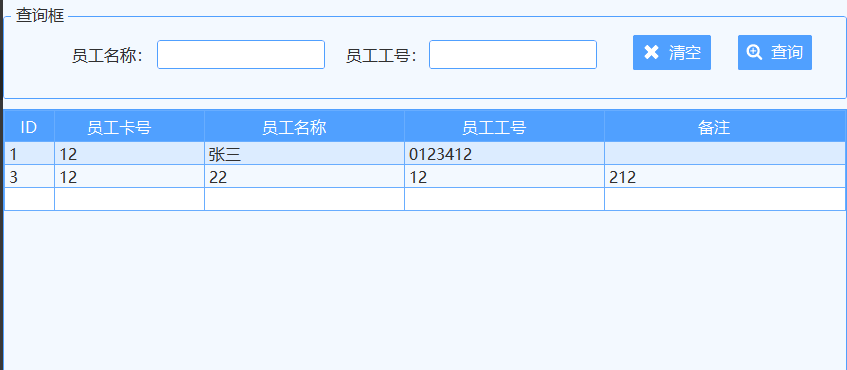 查询框
员工名称： 员工工号： 清空 查询
ID 员工卡号 员工名称 员工工号 备注
1 12 张三 0123412
3 12 22 12 212